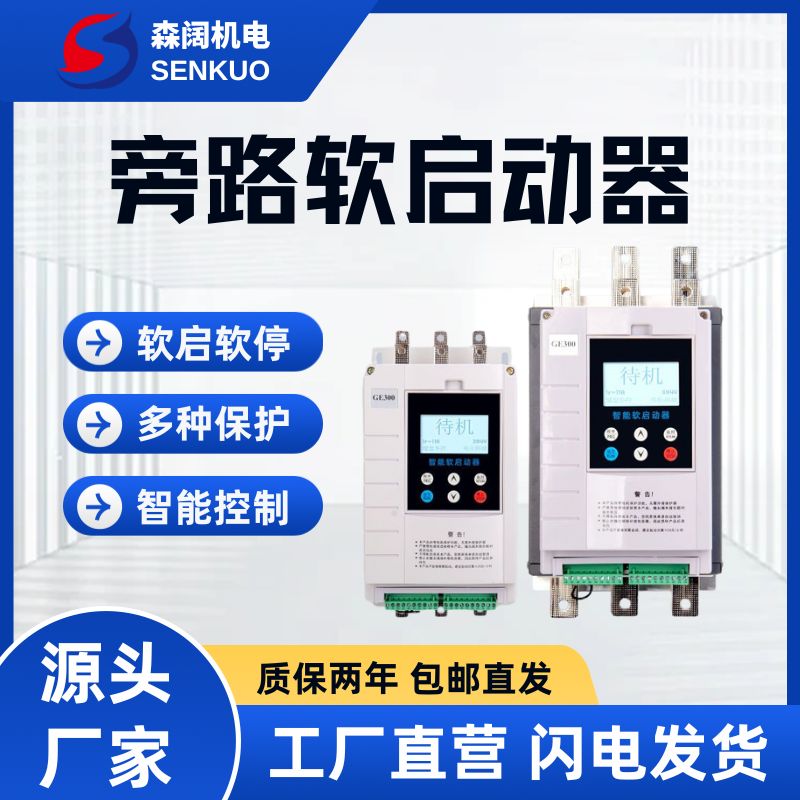 森阔机电
SENKUO
旁路软启动器
软启软停
多种保护
智能控制
GE300
待机
智能软启动器
警 告!
GE300
待机
智能软启动器
警 告!
源头
厂家
质保两年 包邮直发
工厂直营 闪电发货